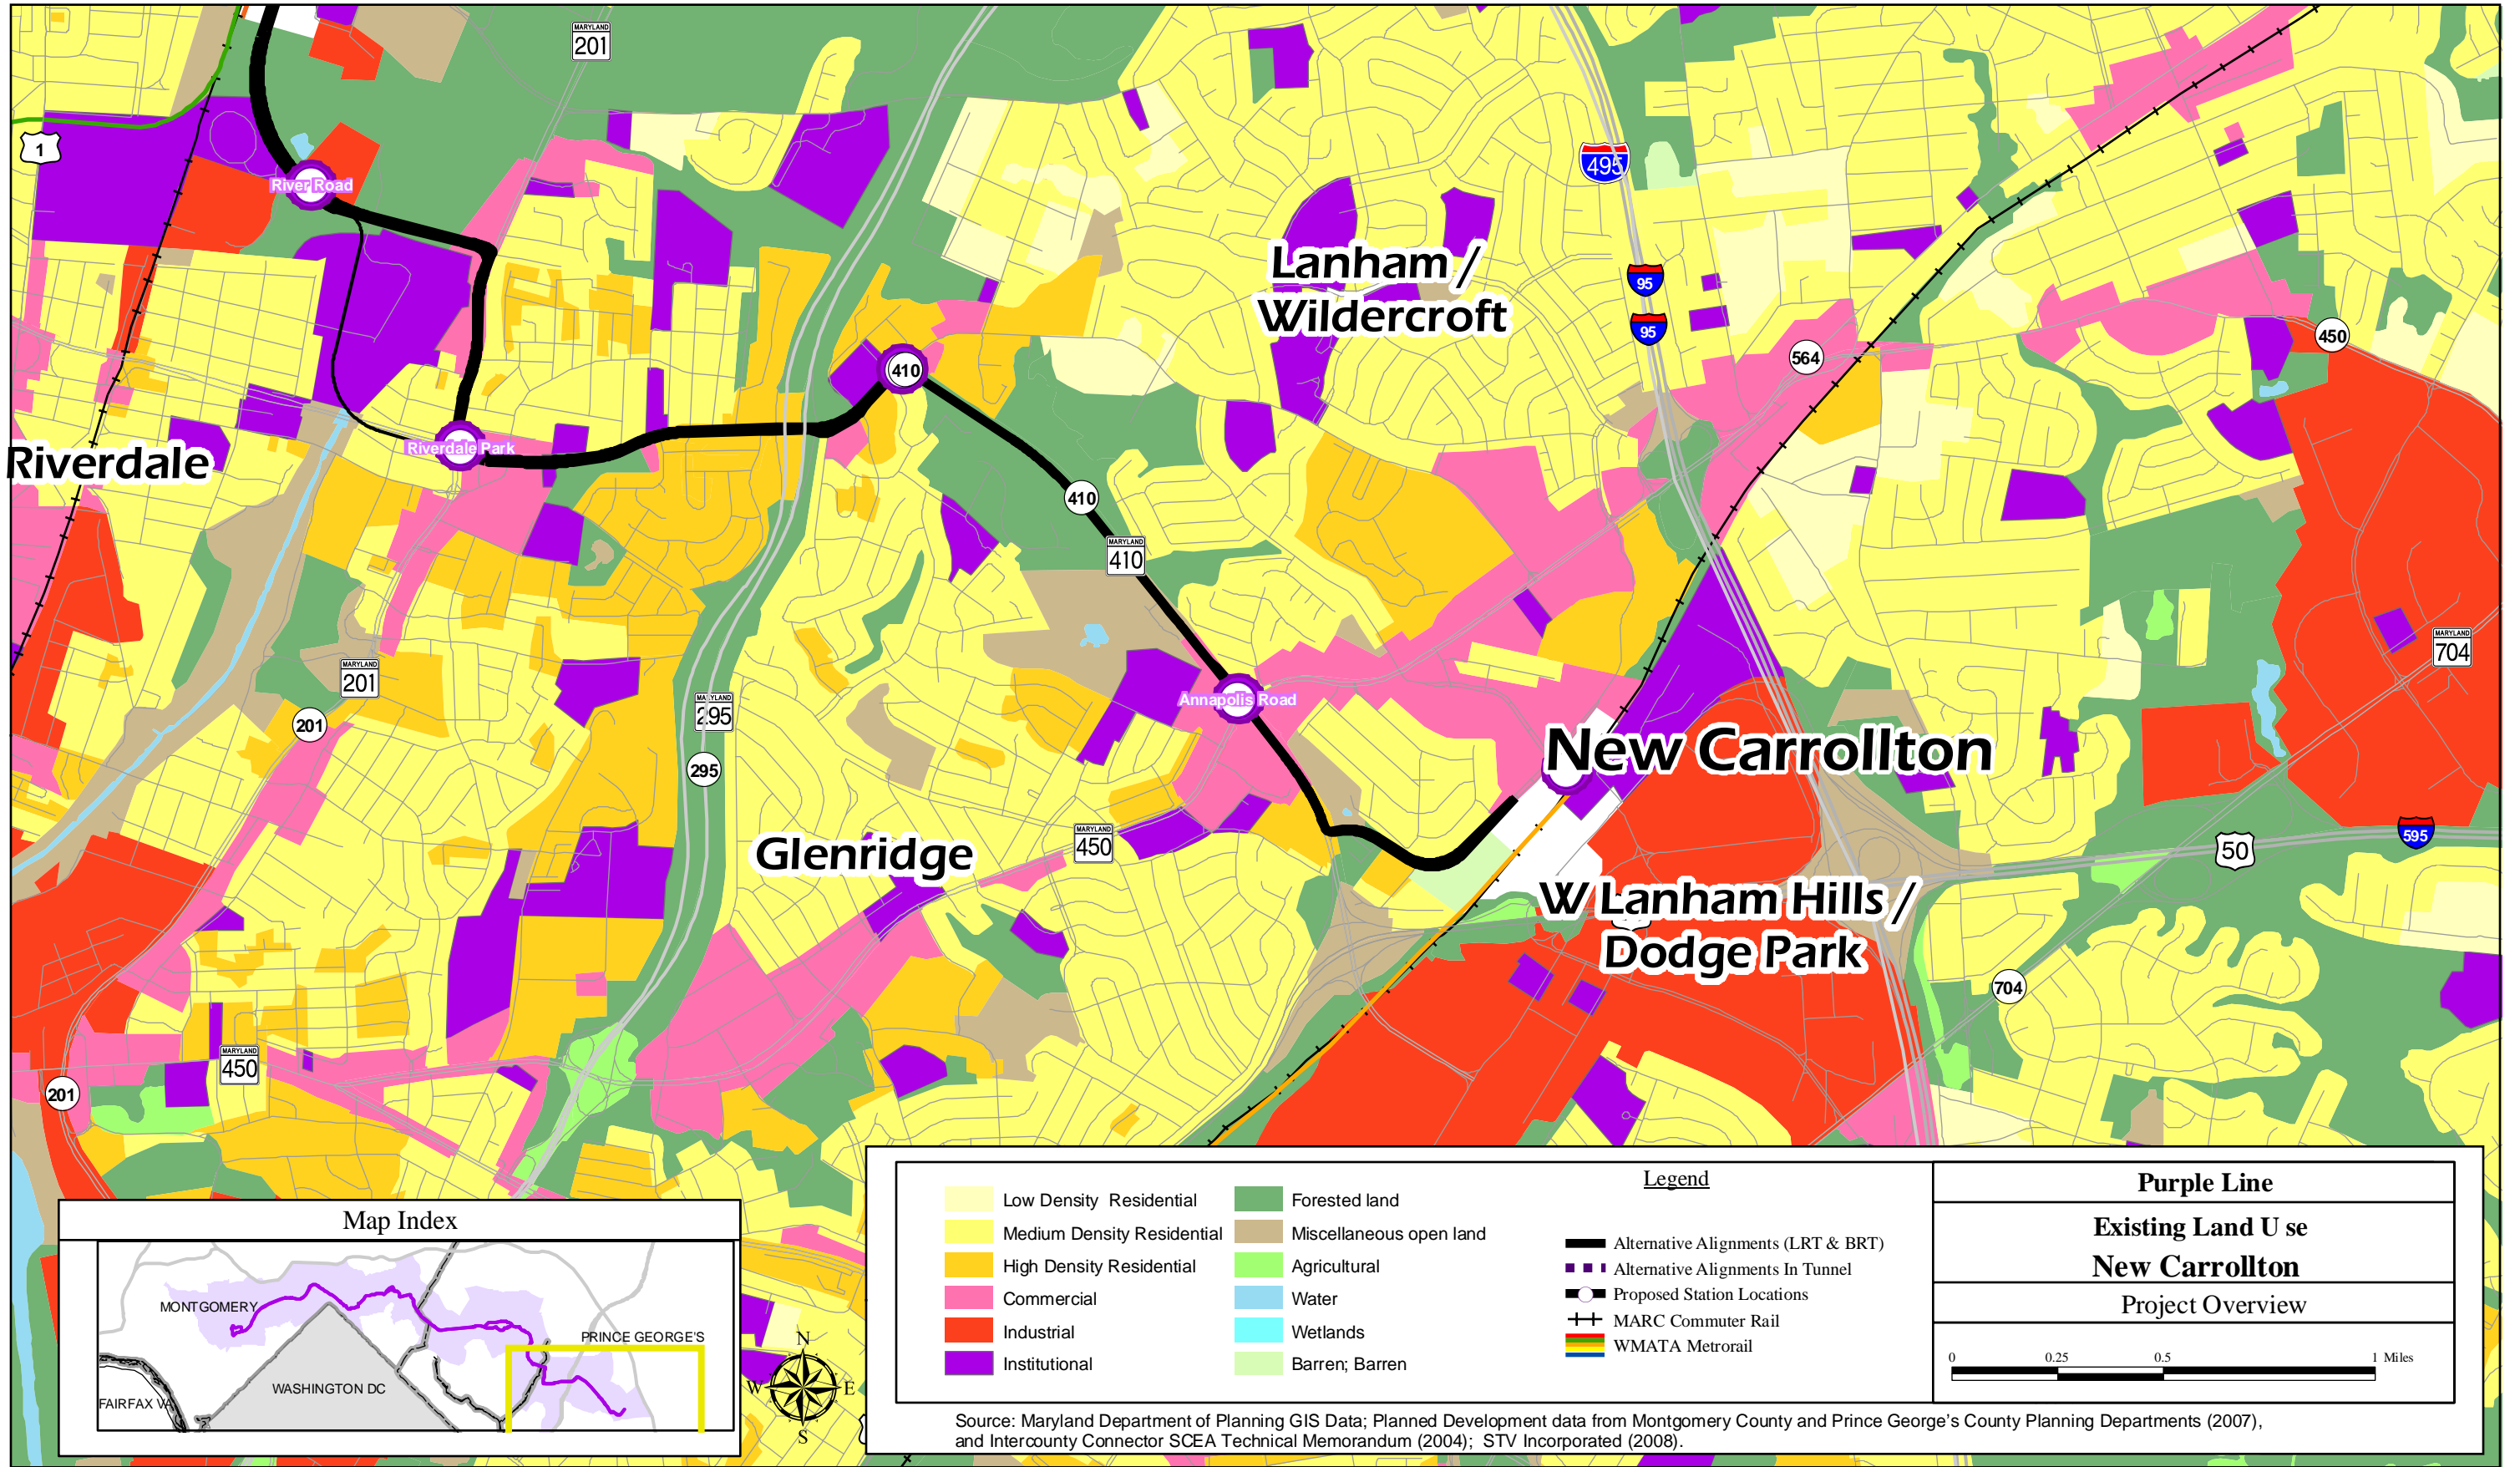 MARYLAND
201
1
River Road
495
Lanham /
Wildercroft
95
95
564
450
410
Riverdale Park
Riverdale
410
MARYLAND
410
MARYLAND
704
MARYLAND
201
201
MARYLAND
295
295
Annapolis Road
New Carrollton
Glenridge
MARYLAND
450
595
50
W Lanham Hills /
Dodge Park
704
MARYLAND
450
201
Map Index
MONTGOMERY
PRINCE GEORGE'S
WASHINGTON DC
FAIRFAX VA
N
W
E
S
Legend
Low Density Residential
Medium Density Residential
High Density Residential
Commercial
Industrial
Institutional
Forested land
Miscellaneous open land
Agricultural
Water
Wetlands
Barren; Barren
Alternative Alignments (LRT & BRT)
Alternative Alignments In Tunnel
Proposed Station Locations
MARC Commuter Rail
WMATA Metrorail
Purple Line
Existing Land U se
New Carrollton
Project Overview
0 0.25 0.5 1 Miles
Source: Maryland Department of Planning GIS Data; Planned Development data from Montgomery County and Prince George's County Planning Departments (2007),
and Intercounty Connector SCEA Technical Memorandum (2004); STV Incorporated (2008).